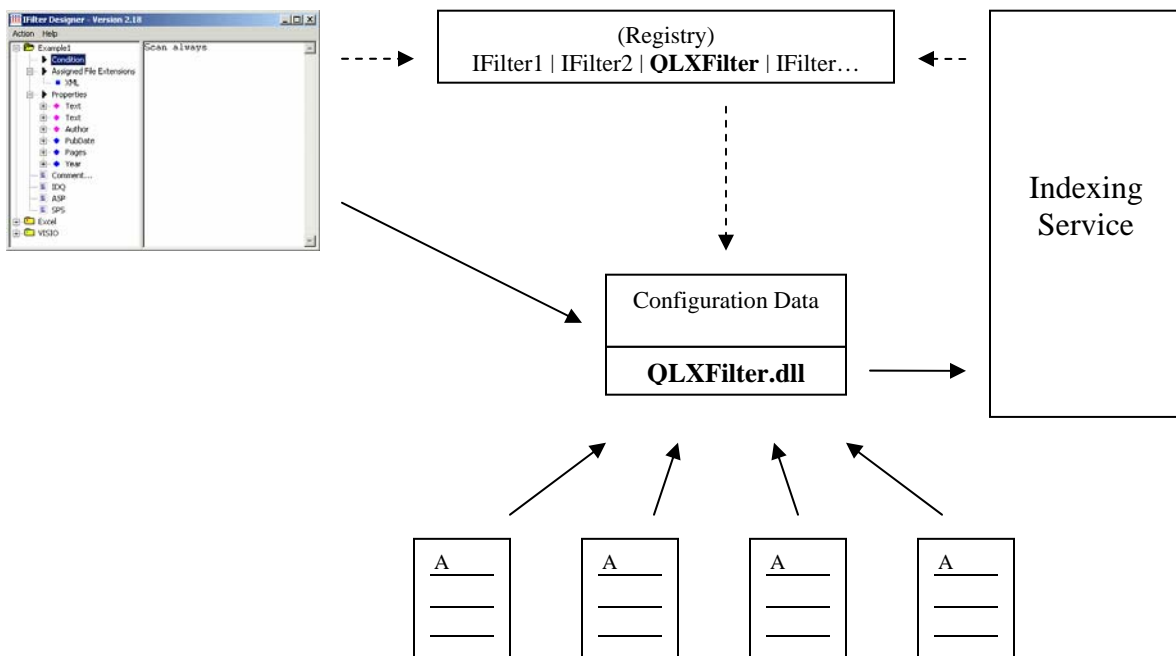 IFilter Designer - Version 2.18
Action Help
Example1
Condition
Assigned File Extensions
XML
Properties
Text
Text
Author
PubDate
Pages
Year
Comment...
IDQ
ASP
SPS
Excel
VISIO
Scan always
(Registry)
IFilter1 | IFilter2 | QLXFilter | IFilter…
Indexing
Service
Configuration Data
QLXFilter.dll
A
A
A
A